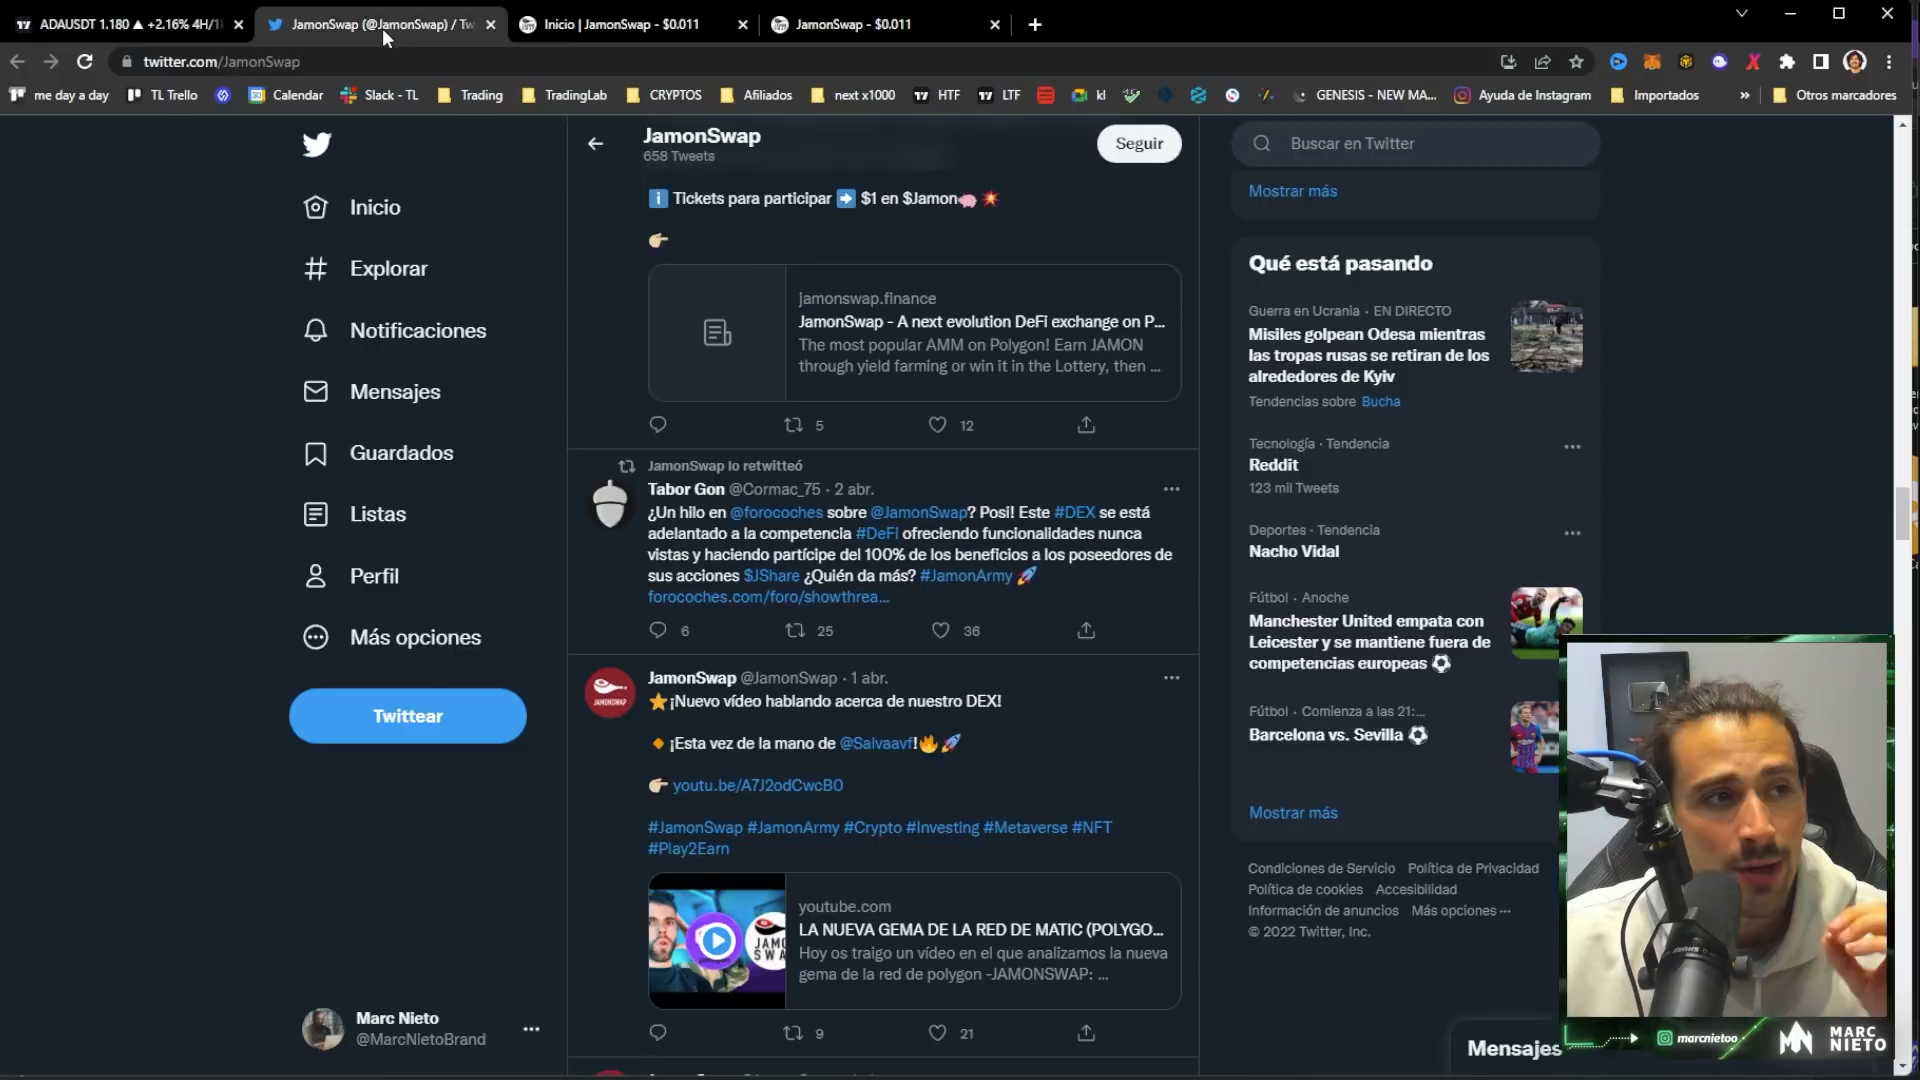 ADAUSDT 1.180 ▲ +2.16% 4H/1
JamonSwap (@JamonSwap) / Tw
Inicio | JamonSwap - $0.011
JamonSwap - $0.011
twitter.com/JamonSwap
me day a day
TL Trello
Calendar
Slack - TL
Trading
TradingLab
CRYPTOS
Afiliados
next x1000
HTF
LTF
kl
GENESIS - NEW MA...
Ayuda de Instagram
Importados
»
Otros marcadores
Inicio
Explorar
Notificaciones
Mensajes
Guardados
Listas
Perfil
Más opciones
Twittear
Marc Nieto
@MarcNietoBrand
JamonSwap
658 Tweets
Seguir
ℹ️ Tickets para participar ➡️ $1 en $Jamon🐖 💥
👉🏼
jamonswap.finance
JamonSwap - A next evolution DeFi exchange on P...
The most popular AMM on Polygon! Earn JAMON
through yield farming or win it in the Lottery, then ...
5
12
JamonSwap lo retwitteó
Tabor Gon @Cormac_75 · 2 abr.
¿Un hilo en @forocoches sobre @JamonSwap? Posi! Este #DEX se está
adelantado a la competencia #DeFi ofreciendo funcionalidades nunca
vistas y haciendo partícipe del 100% de los beneficios a los poseedores de
sus acciones $JShare ¿Quién da más? #JamonArmy 🚀
forocoches.com/foro/showthrea...
6
25
36
JAMONSWAP
JamonSwap @JamonSwap · 1 abr.
⭐¡Nuevo vídeo hablando acerca de nuestro DEX!
🔸¡Esta vez de la mano de @Salvaavf!🔥🚀
👉🏼 youtu.be/A7J2odCwcB0
#JamonSwap #JamonArmy #Crypto #Investing #Metaverse #NFT
#Play2Earn
JAMO
SWA
youtube.com
LA NUEVA GEMA DE LA RED DE MATIC (POLYGO...
Hoy os traigo un vídeo en el que analizamos la nueva
gema de la red de polygon -JAMONSWAP: ...
9
21
Buscar en Twitter
Mostrar más
Qué está pasando
Guerra en Ucrania · EN DIRECTO
Misiles golpean Odesa mientras
las tropas rusas se retiran de los
alrededores de Kyiv
Tendencias sobre Bucha
Tecnología · Tendencia
Reddit
123 mil Tweets
Deportes · Tendencia
Nacho Vidal
Fútbol · Anoche
Manchester United empata con
Leicester y se mantiene fuera de
competencias europeas ⚽
Fútbol · Comienza a las 21:...
Barcelona vs. Sevilla ⚽
Mostrar más
Condiciones de Servicio Política de Privacidad
Política de cookies Accesibilidad
Información de anuncios Más opciones ···
© 2022 Twitter, Inc.
Mensajes
SHURE
marcnietoo
MARC
NIETO